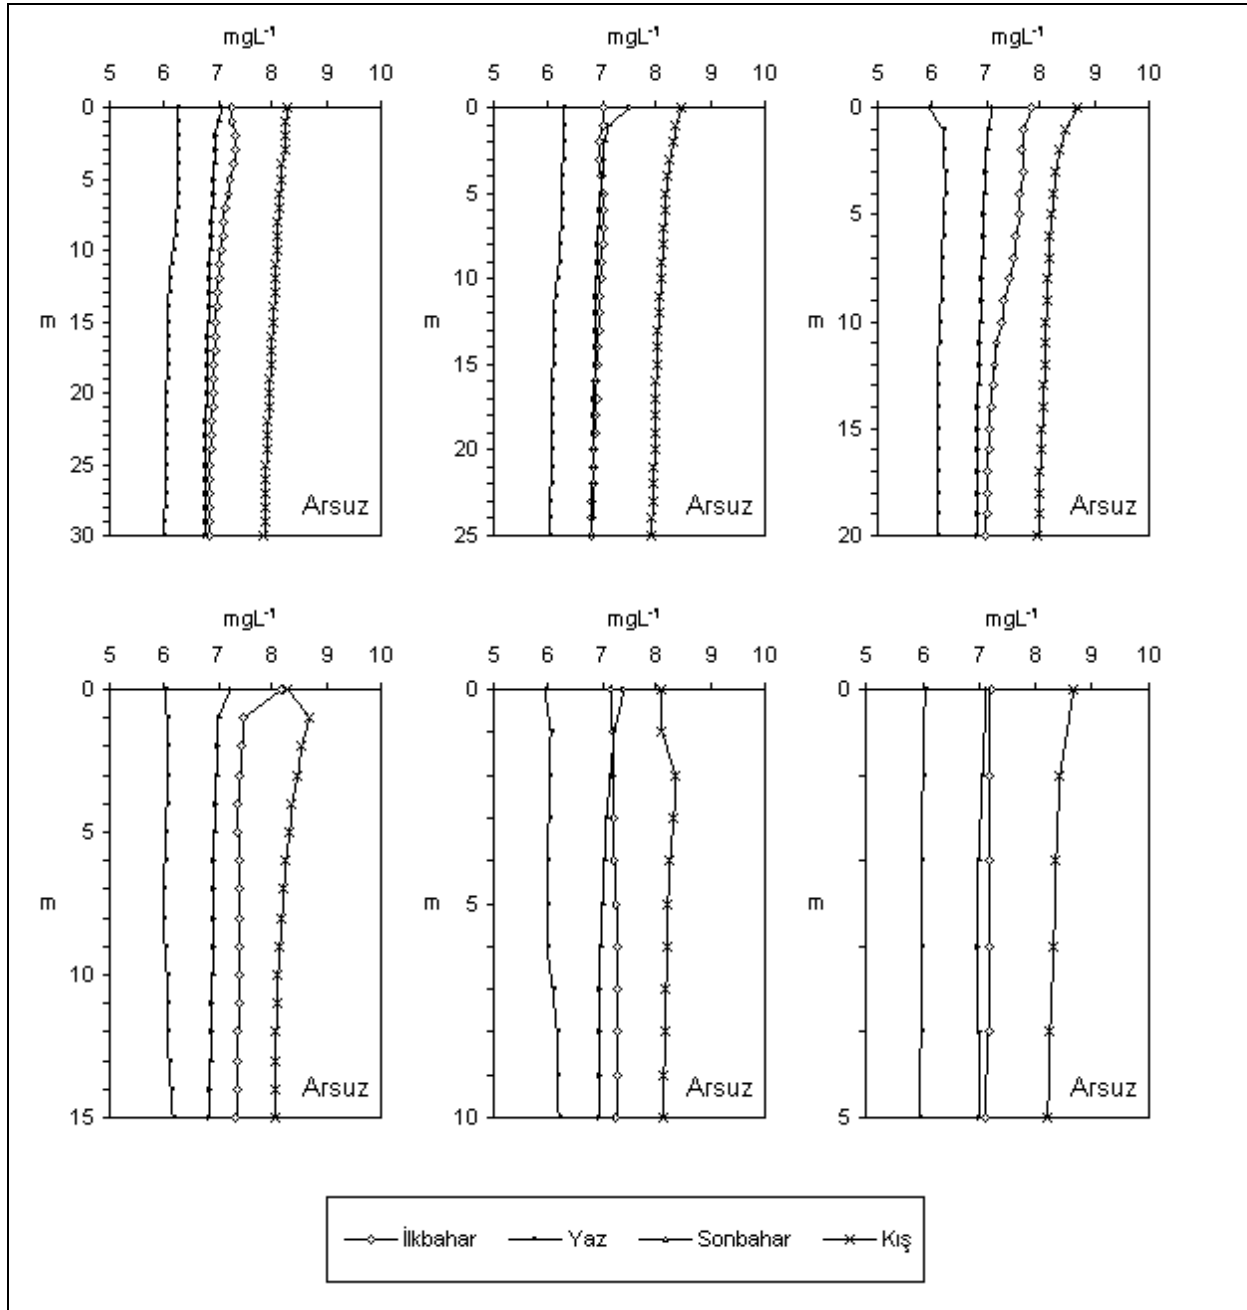 mgL⁻¹ mgL⁻¹ mgL⁻¹
5 6 7 8 9 10 5 6 7 8 9 10 5 6 7 8 9 10
0 0 0
5 5 5
10 10
m 15 m m 10
15
20 15
20
25
Arsuz Arsuz Arsuz
30 25 20
mgL⁻¹ mgL⁻¹ mgL⁻¹
5 6 7 8 9 10 5 6 7 8 9 10 5 6 7 8 9 10
0 0 0
5
m m 5 m
10
Arsuz Arsuz Arsuz
15 10 5
İlkbahar Yaz Sonbahar Kış